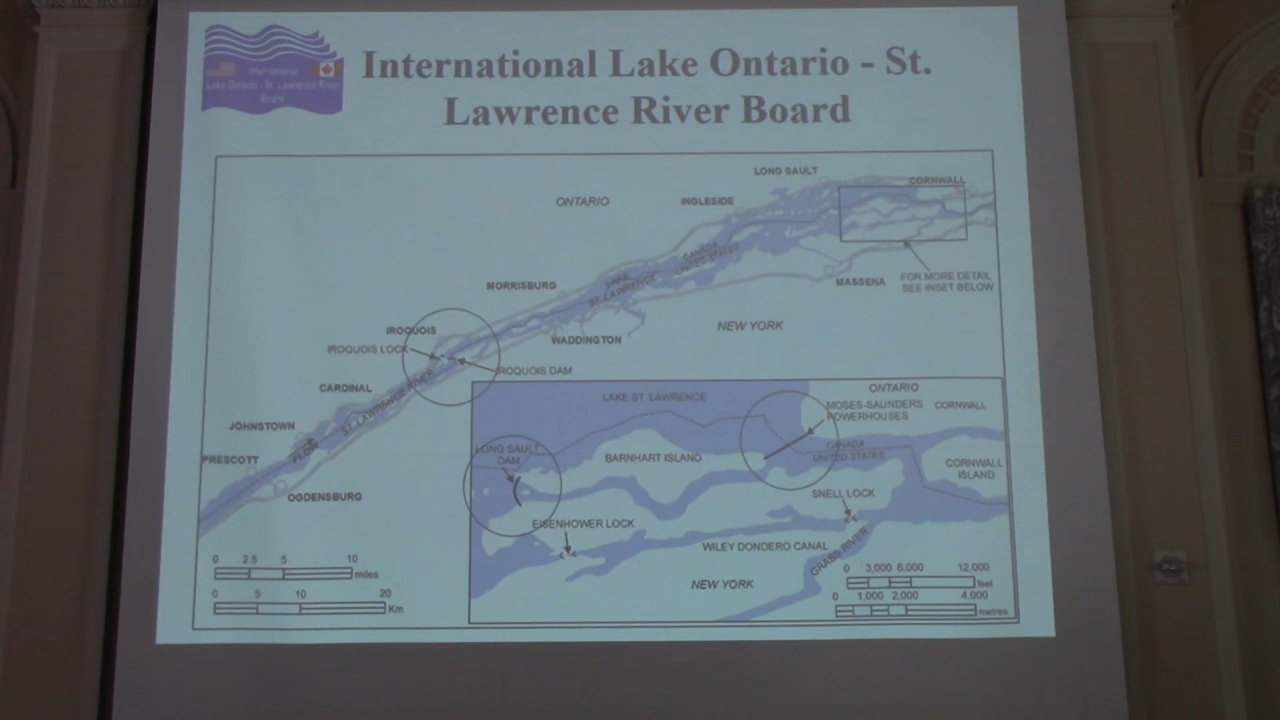 International
Lake Ontario - St. Lawrence River
Board
International Lake Ontario - St.
Lawrence River Board
LONG SAULT
CORNWALL
ONTARIO
INGLESIDE
CANADA
UNITED STATES
LAKE
ST. LAWRENCE
MORRISBURG
MASSENA
FOR MORE DETAIL
SEE INSET BELOW
NEW YORK
IROQUOIS
WADDINGTON
IROQUOIS LOCK
IROQUOIS DAM
CARDINAL
ST. LAWRENCE RIVER
JOHNSTOWN
FLOW
PRESCOTT
OGDENSBURG
0 2.5 5 10
miles
0 5 10 20
Km
ONTARIO
LAKE ST. LAWRENCE
MOSES-SAUNDERS
POWERHOUSES
CORNWALL
CANADA
UNITED STATES
LONG SAULT
DAM
BARNHART ISLAND
CORNWALL
ISLAND
SNELL LOCK
EISENHOWER LOCK
WILEY DONDERO CANAL
GRASS RIVER
NEW YORK
0 3,000 6,000 12,000
feet
0 1,000 2,000 4,000
metres